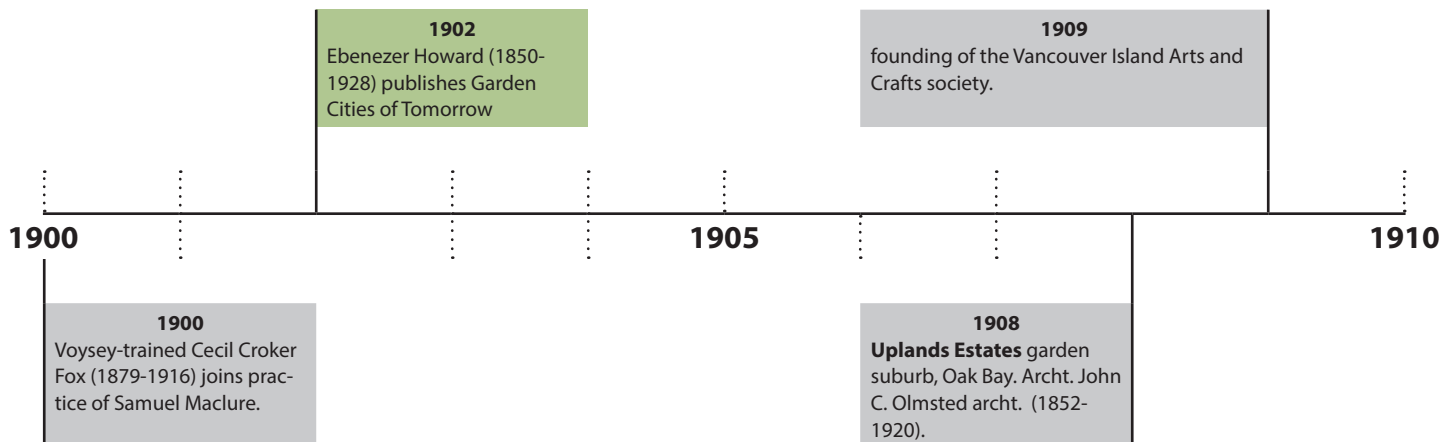 1902
Ebenezer Howard (1850-
1928) publishes Garden
Cities of Tomorrow
1909
founding of the Vancouver Island Arts and
Crafts society.
1900
1905
1910
1900
Voysey-trained Cecil Croker
Fox (1879-1916) joins prac-
tice of Samuel Maclure.
1908
Uplands Estates garden
suburb, Oak Bay. Archt. John
C. Olmsted archt. (1852-
1920).